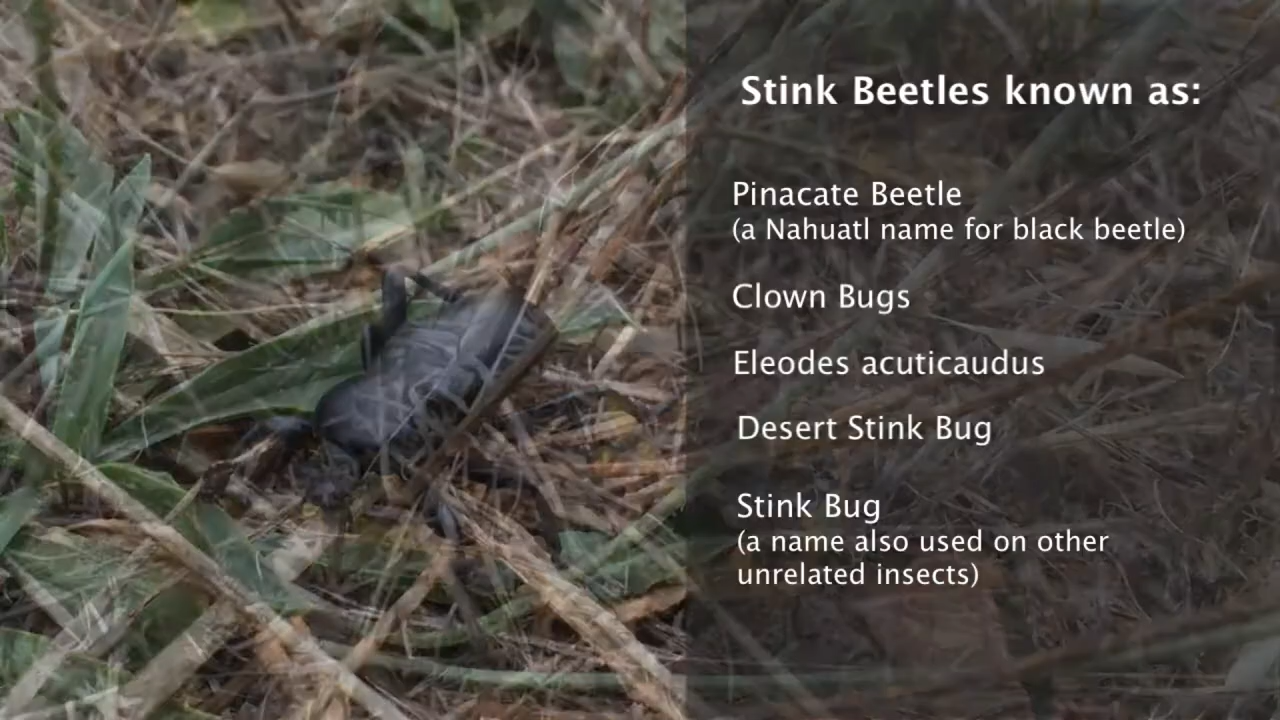 Stink Beetles known as:
Pinacate Beetle
(a Nahuatl name for black beetle)
Clown Bugs
Eleodes acuticaudus
Desert Stink Bug
Stink Bug
(a name also used on other
unrelated insects)